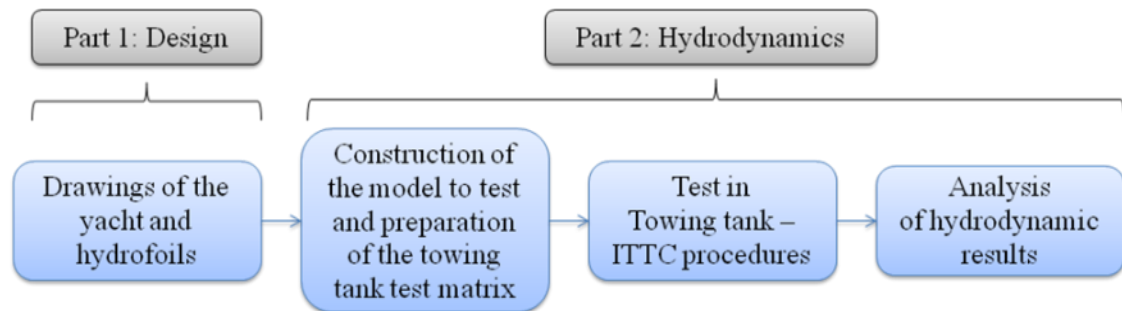 Part 1: Design
Part 2: Hydrodynamics
Drawings of the
yacht and
hydrofoils
Construction of
the model to test
and preparation
of the towing
tank test matrix
Test in
Towing tank –
ITTC procedures
Analysis
of hydrodynamic
results